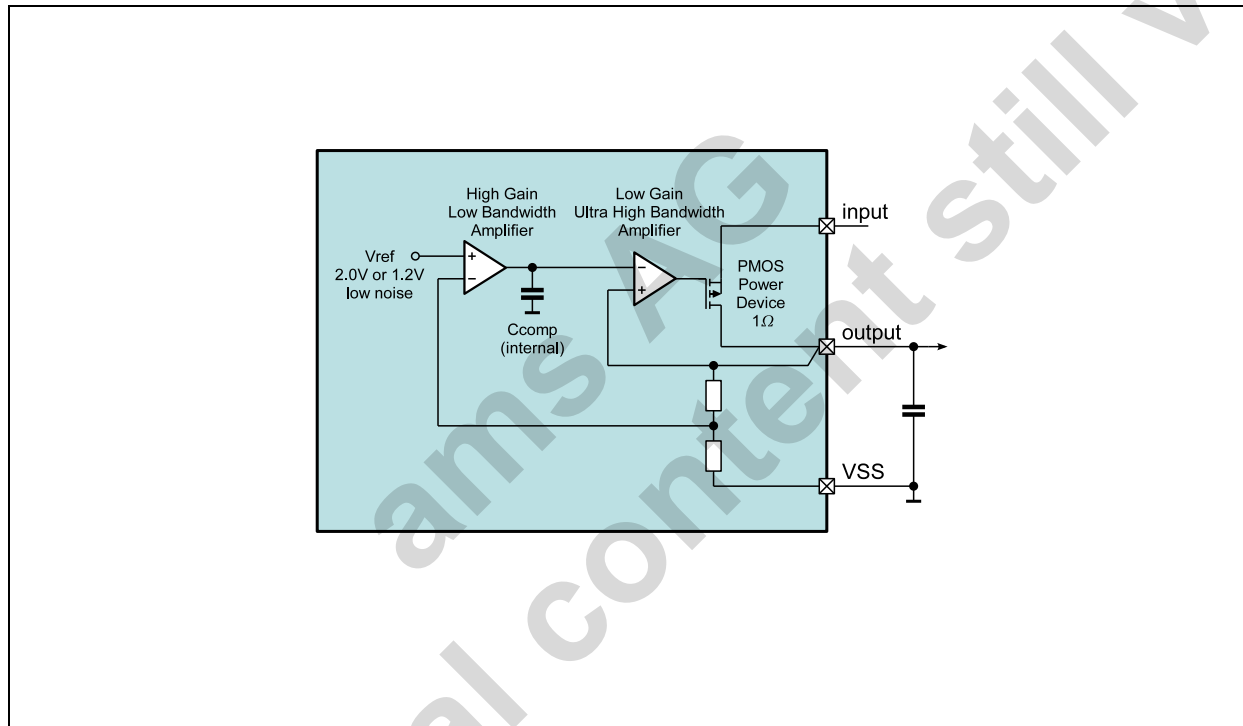 High Gain
Low Bandwidth
Amplifier
Low Gain
Ultra High Bandwidth
Amplifier
input
Vref
2.0V or 1.2V
low noise
+
−
−
+
PMOS
Power
Device
1Ω
Ccomp
(internal)
output
VSS
ams AG
al content still v